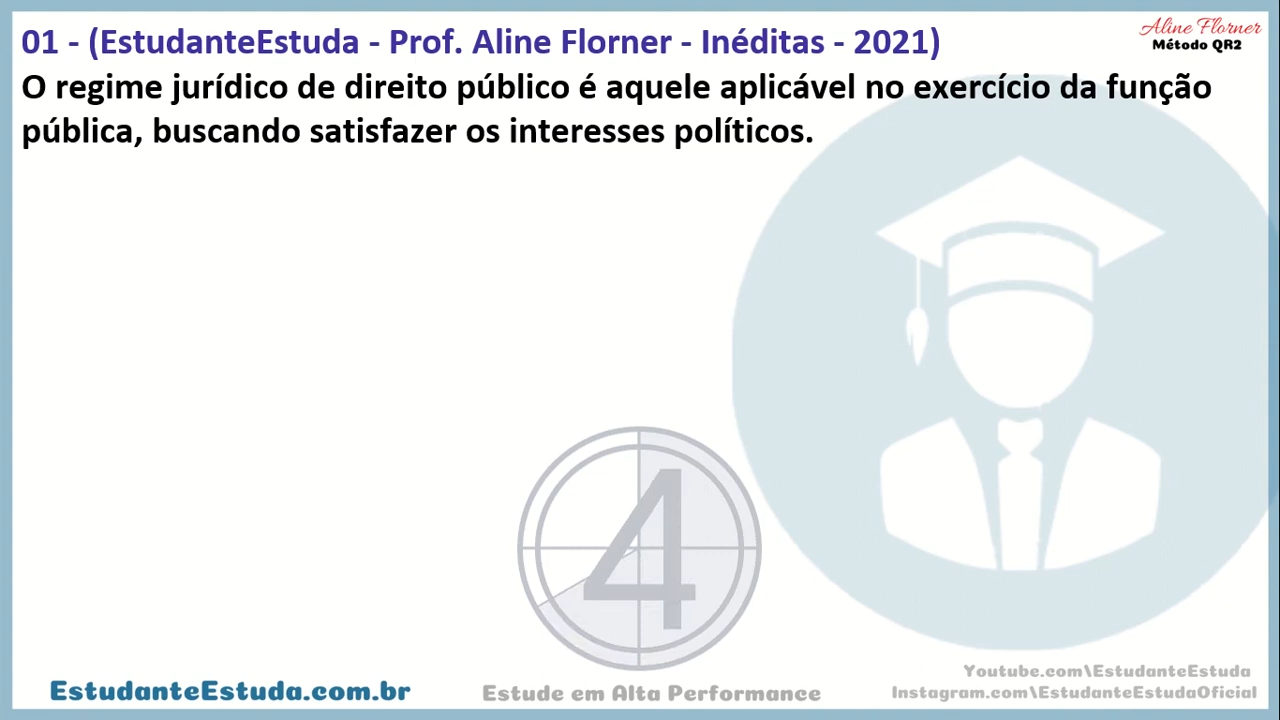 01 - (EstudanteEstuda - Prof. Aline Florner - Inéditas - 2021)
Aline Florner
Método QR2
O regime jurídico de direito público é aquele aplicável no exercício da função
pública, buscando satisfazer os interesses políticos.
4
EstudanteEstuda.com.br
Estude em Alta Performance
Youtube.com\EstudanteEstuda
Instagram.com\EstudanteEstudaOficial